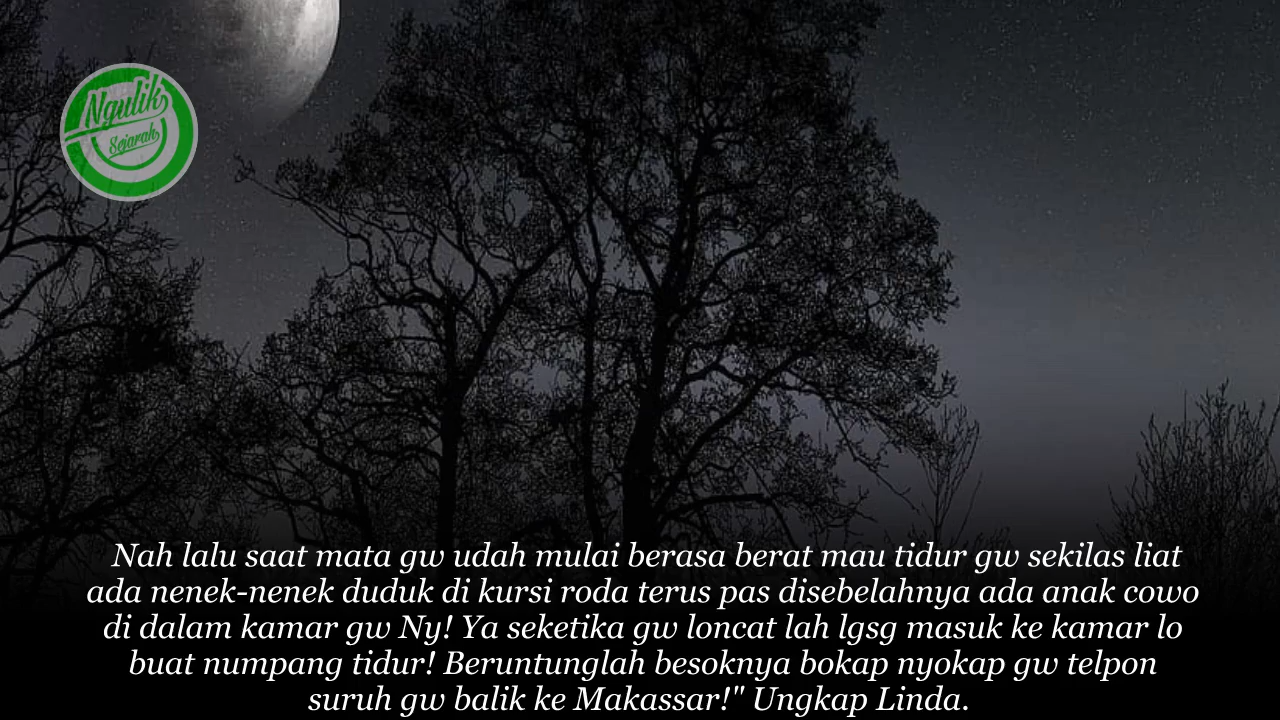 Ngulik
Sejarah
Nah lalu saat mata gw udah mulai berasa berat mau tidur gw sekilas liat
ada nenek-nenek duduk di kursi roda terus pas disebelahnya ada anak cowo
di dalam kamar gw Ny! Ya seketika gw loncat lah lgsg masuk ke kamar lo
buat numpang tidur! Beruntunglah besoknya bokap nyokap gw telpon
suruh gw balik ke Makassar!" Ungkap Linda.